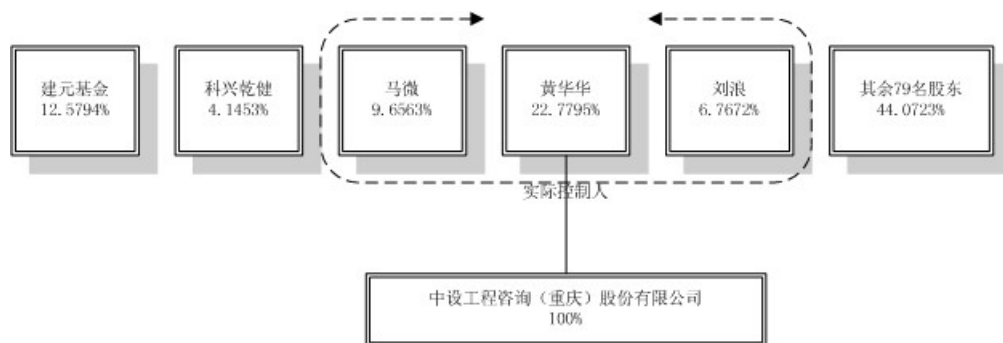 建元基金
12.5794%
科兴乾健
4.1453%
马微
9.6563%
黄华华
22.7795%
刘浪
6.7672%
其余79名股东
44.0723%
实际控制人
中设工程咨询（重庆）股份有限公司
100%